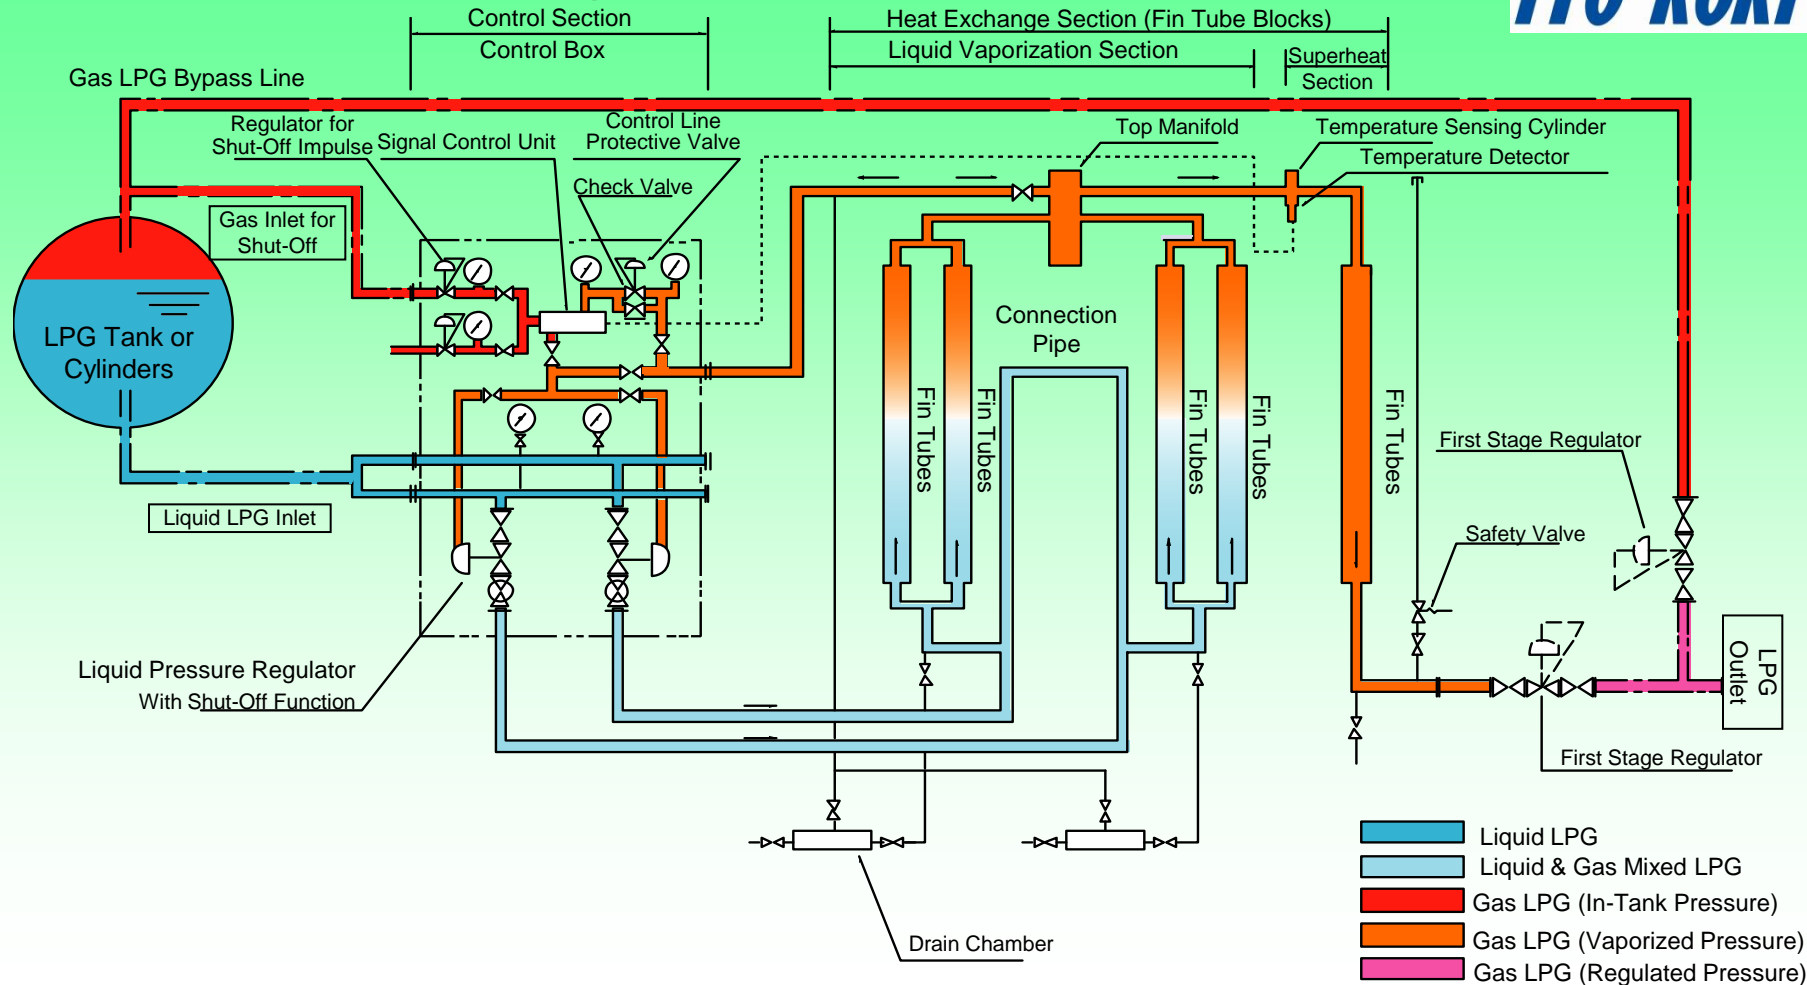 Control Section
Control Box
Heat Exchange Section (Fin Tube Blocks)
Liquid Vaporization Section
Superheat
Section
Gas LPG Bypass Line
Regulator for
Shut-Off Impulse
Signal Control Unit
Control Line
Protective Valve
Check Valve
Top Manifold
Temperature Sensing Cylinder
Temperature Detector
Gas Inlet for
Shut-Off
LPG Tank or
Cylinders
Connection
Pipe
Fin Tubes
Fin Tubes
Fin Tubes
Fin Tubes
Fin Tubes
First Stage Regulator
Liquid LPG Inlet
Safety Valve
Liquid Pressure Regulator
With Shut-Off Function
LPG
Outlet
First Stage Regulator
Drain Chamber
Liquid LPG
Liquid & Gas Mixed LPG
Gas LPG (In-Tank Pressure)
Gas LPG (Vaporized Pressure)
Gas LPG (Regulated Pressure)